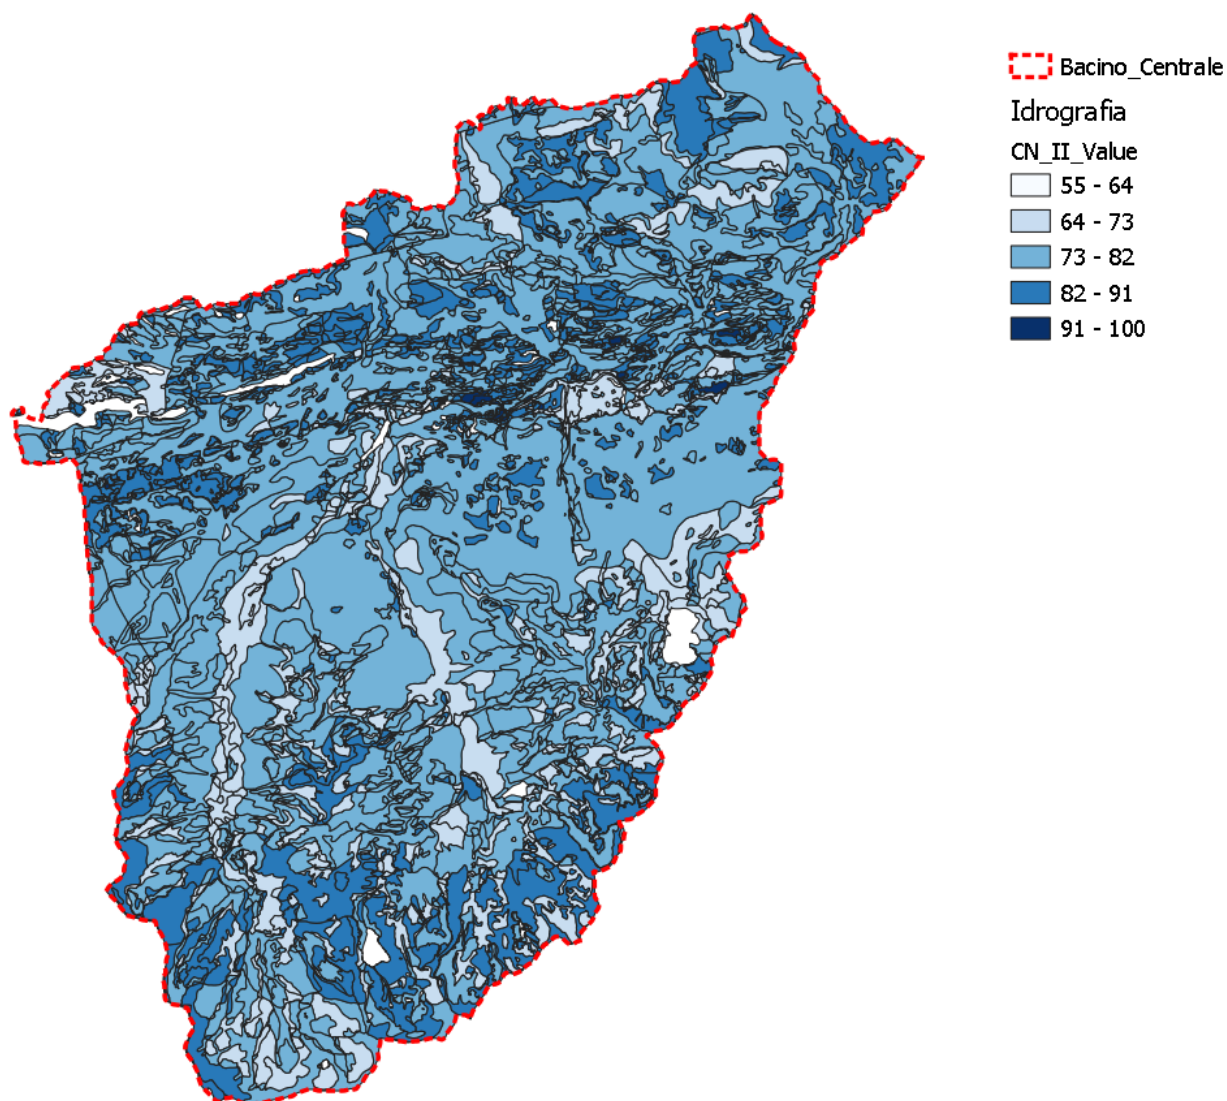 Bacino_Centrale
Idrografia
CN_II_Value
55 - 64
64 - 73
73 - 82
82 - 91
91 - 100